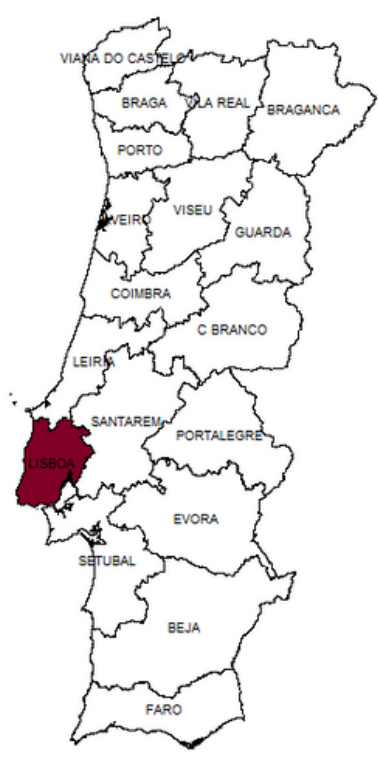 VIANA DO CASTELO
BRAGA
VILA REAL
BRAGANCA
PORTO
AVEIRO
VISEU
GUARDA
COIMBRA
C BRANCO
LEIRIA
SANTAREM
PORTALEGRE
LISBOA
EVORA
SETUBAL
BEJA
FARO